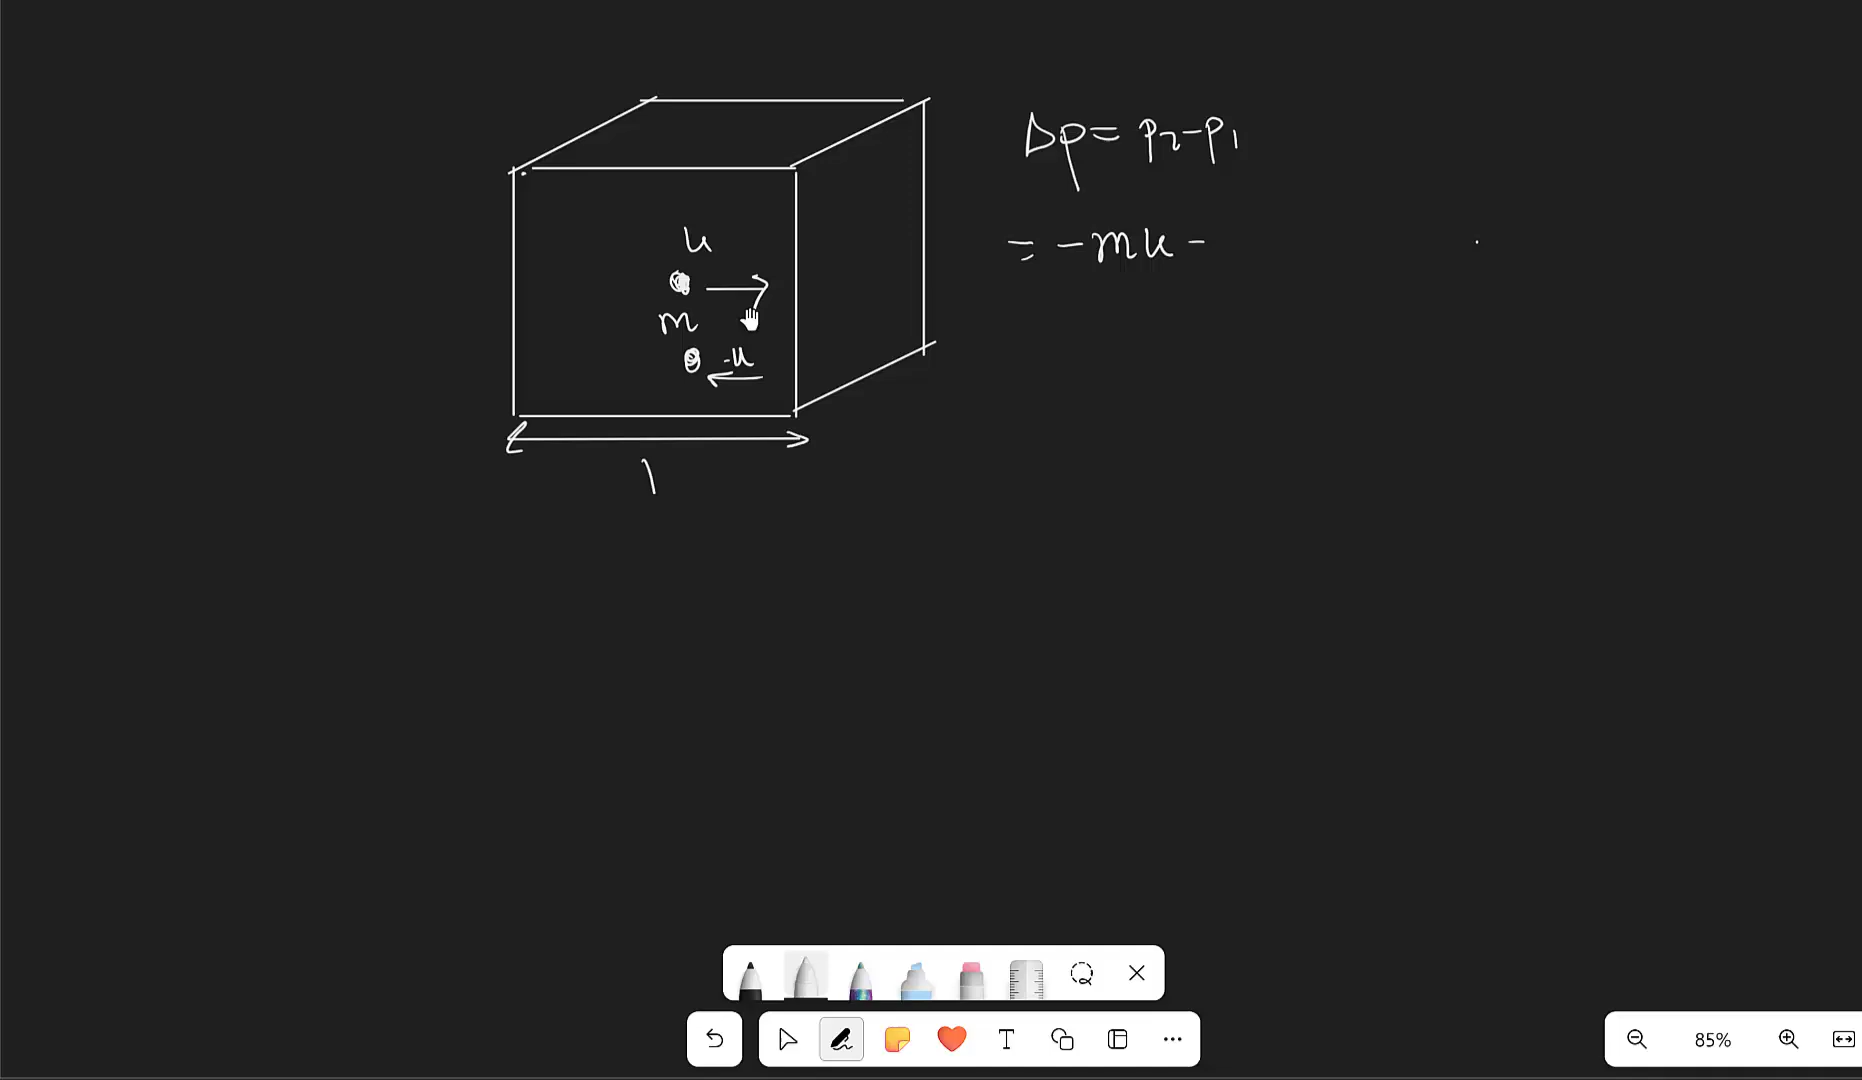 Δp = p₂ - p₁
u
= - mu -
m
-u
l
85%